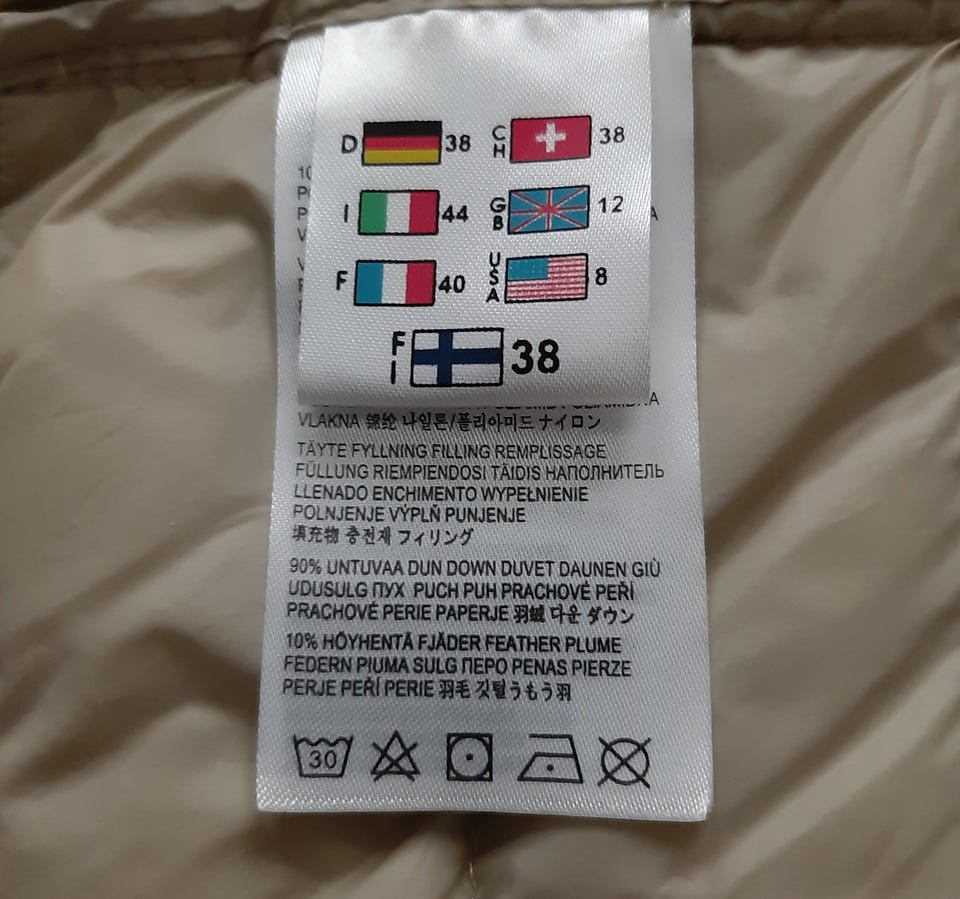 D 38 CH 38
I 44 GB 12
F 40 USA 8
FI 38
VLAKNA 锦纶 나일론/폴리아미드 ナイロン
TÄYTE FYLLNING FILLING REMPLISSAGE
FÜLLUNG RIEMPIENDOSI TÄIDIS НАПОЛНИТЕЛЬ
LLENADO ENCHIMENTO WYPEŁNIENIE
POLNJENJE VÝPLŇ PUNJENJE
填充物 충전재 フィリング
90% UNTUVAA DUN DOWN DUVET DAUNEN GIÙ
UDUSULG ПУХ PUCH PUH PRACHOVÉ PEŘÍ
PRACHOVÉ PERIE PAPERJE 羽絨 다운 ダウン
10% HÖYHENTÄ FJÄDER FEATHER PLUME
FEDERN PIUMA SULG ПЕРО PENAS PIERZE
PERJE PEŘÍ PERIE 羽毛 깃털 うもう羽
30